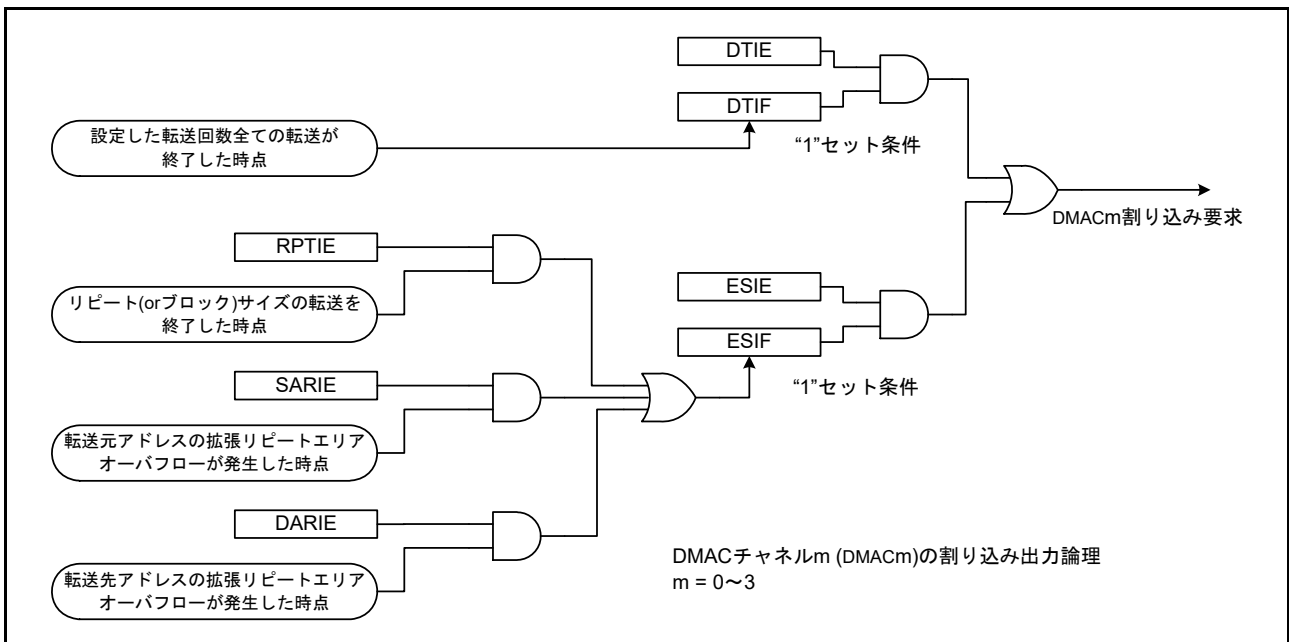 DTIE
DTIF
“1”セット条件
設定した転送回数全ての転送が
終了した時点
DMACm割り込み要求
RPTIE
リピート(orブロック)サイズの転送を
終了した時点
ESIE
ESIF
“1”セット条件
SARIE
転送元アドレスの拡張リピートエリア
オーバフローが発生した時点
DARIE
転送先アドレスの拡張リピートエリア
オーバフローが発生した時点
DMACチャネルm (DMACm)の割り込み出力論理
m = 0〜3